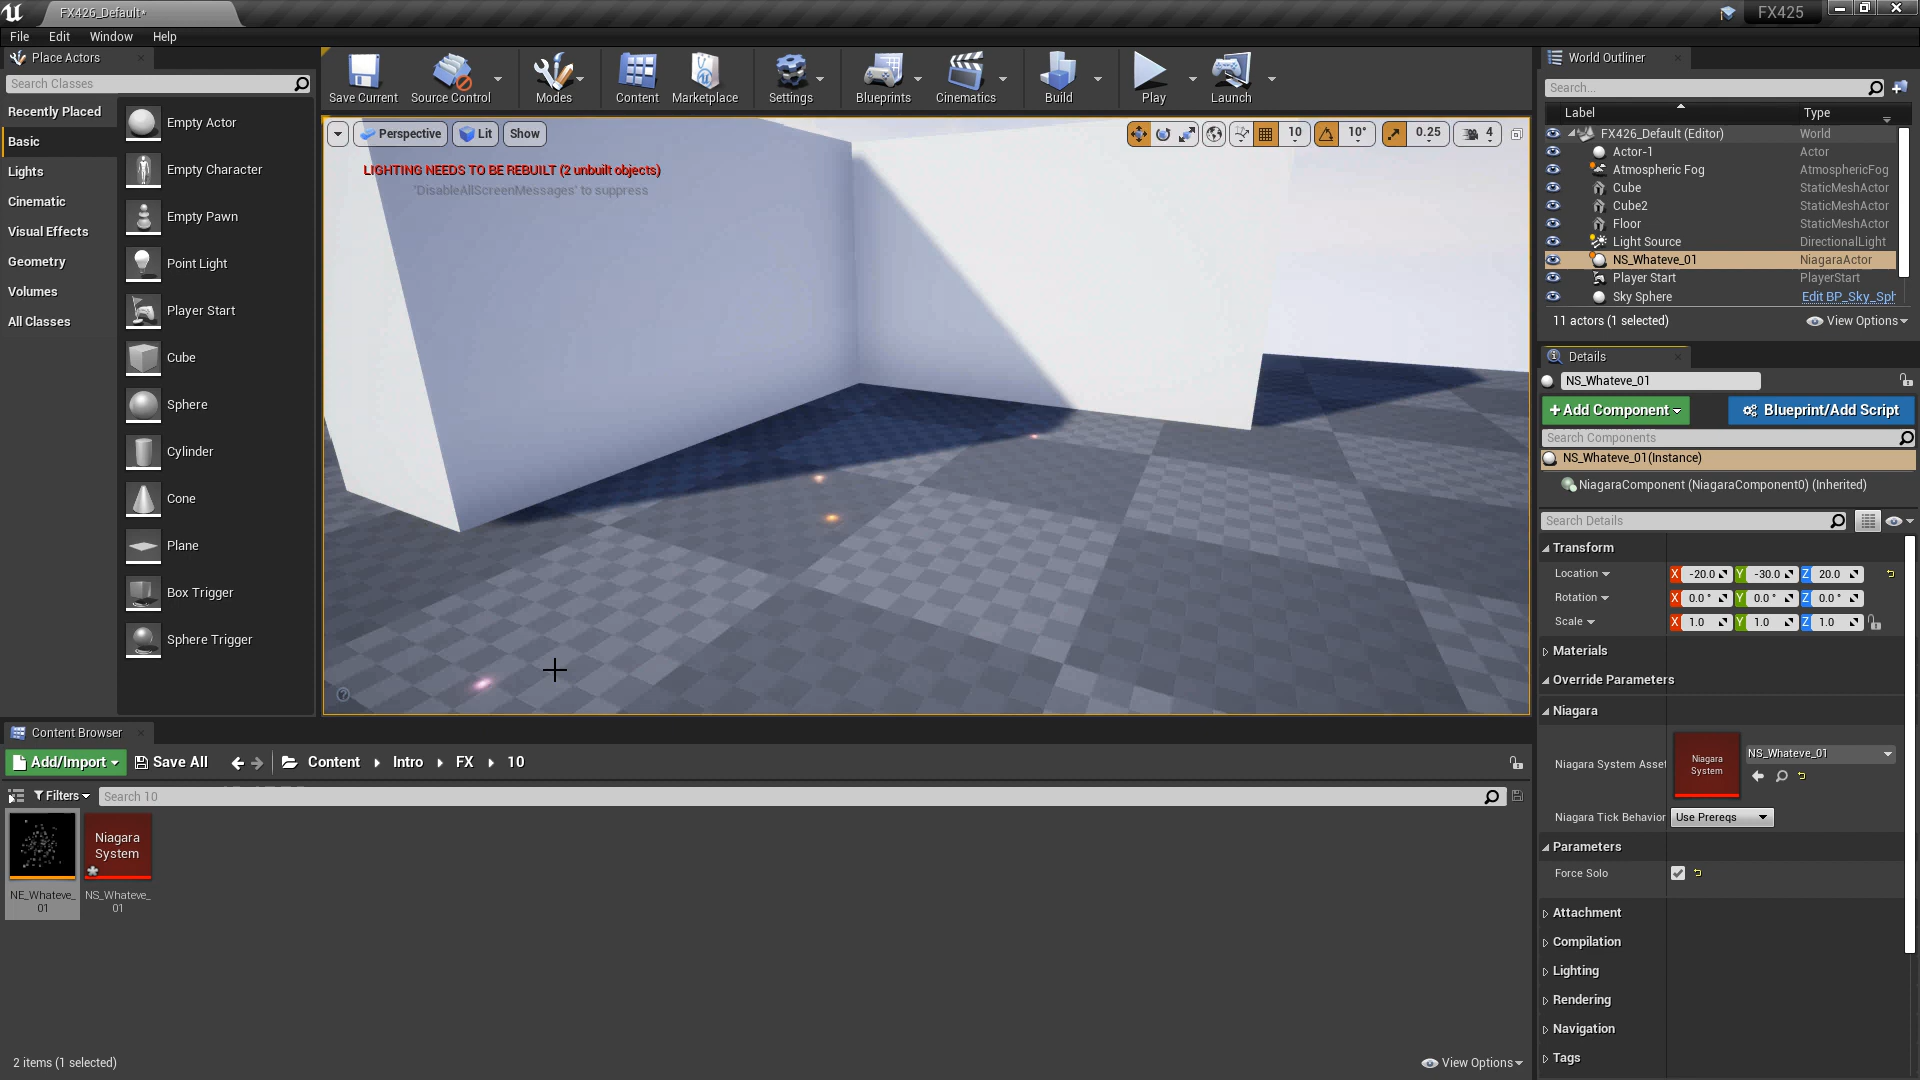 FX426_Default*
FX425
File Edit Window Help
Place Actors
Search Classes
Recently Placed
Basic
Lights
Cinematic
Visual Effects
Geometry
Volumes
All Classes
Empty Actor
Empty Character
Empty Pawn
Point Light
Player Start
Cube
Sphere
Cylinder
Cone
Plane
Box Trigger
Sphere Trigger
Save Current
Source Control
Modes
Content
Marketplace
Settings
Blueprints
Cinematics
Build
Play
Launch
Perspective
Lit
Show
10
10°
0.25
4
LIGHTING NEEDS TO BE REBUILT (2 unbuilt objects)
'DisableAllScreenMessages' to suppress
World Outliner
Search...
Label Type
FX426_Default (Editor) World
Actor-1 Actor
Atmospheric Fog AtmosphericFog
Cube StaticMeshActor
Cube2 StaticMeshActor
Floor StaticMeshActor
Light Source DirectionalLight
NS_Whateve_01 NiagaraActor
Player Start PlayerStart
Sky Sphere Edit BP_Sky_Sph
11 actors (1 selected) View Options
Details
NS_Whateve_01
+ Add Component Blueprint/Add Script
Search Components
NS_Whateve_01(Instance)
NiagaraComponent (NiagaraComponent0) (Inherited)
Search Details
Transform
Location X -20.0 Y -30.0 Z 20.0
Rotation X 0.0 ° Y 0.0 ° Z 0.0 °
Scale X 1.0 Y 1.0 Z 1.0
Materials
Override Parameters
Niagara
Niagara System Asset
Niagara
System
NS_Whateve_01
Niagara Tick Behavior Use Prereqs
Parameters
Force Solo
Attachment
Compilation
Lighting
Rendering
Navigation
Tags
Content Browser
Add/Import Save All Content Intro FX 10
Filters Search 10
Niagara
System
NE_Whateve_
01
NS_Whateve_
01
2 items (1 selected) View Options